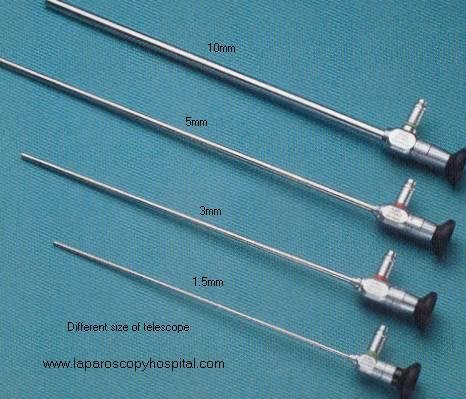 10mm
5mm
3mm
1.5mm
Different size of telescope
www.laparoscopyhospital.com